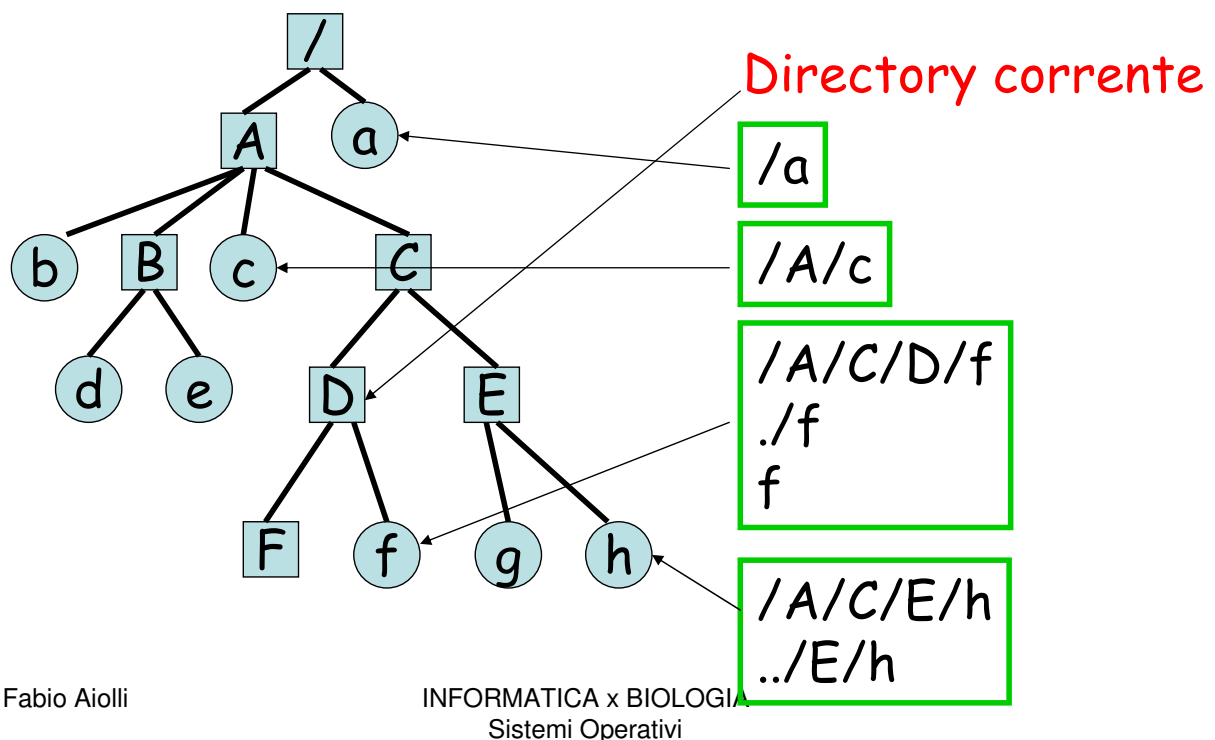 /
Directory corrente
A a
/a
b B c C
/A/c
/A/C/D/f
./f
f
d e D E
F f g h
/A/C/E/h
../E/h
Fabio Aiolli
INFORMATICA x BIOLOGIA
Sistemi Operativi